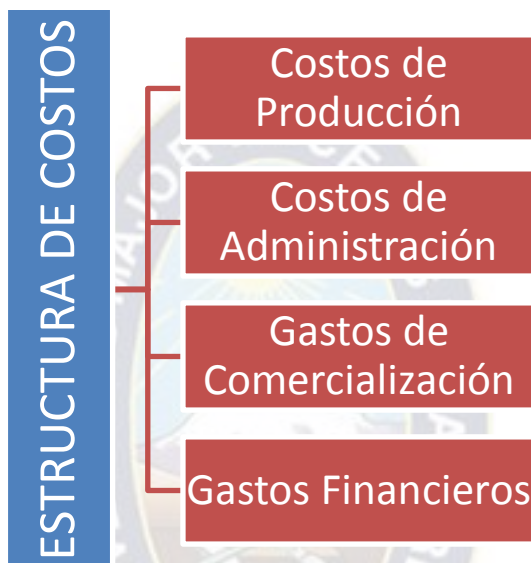 ESTRUCTURA DE COSTOS
Costos de
Producción
Costos de
Administración
Gastos de
Comercialización
Gastos Financieros